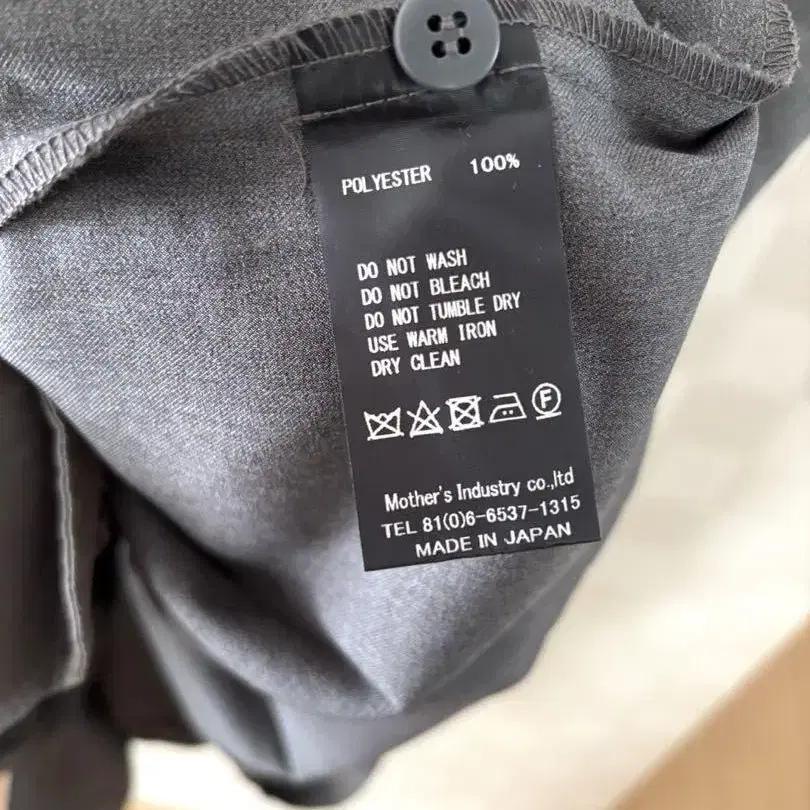 POLYESTER 100%
DO NOT WASH
DO NOT BLEACH
DO NOT TUMBLE DRY
USE WARM IRON
DRY CLEAN
F
Mother's Industry co.,ltd
TEL 81(0)6-6537-1315
MADE IN JAPAN